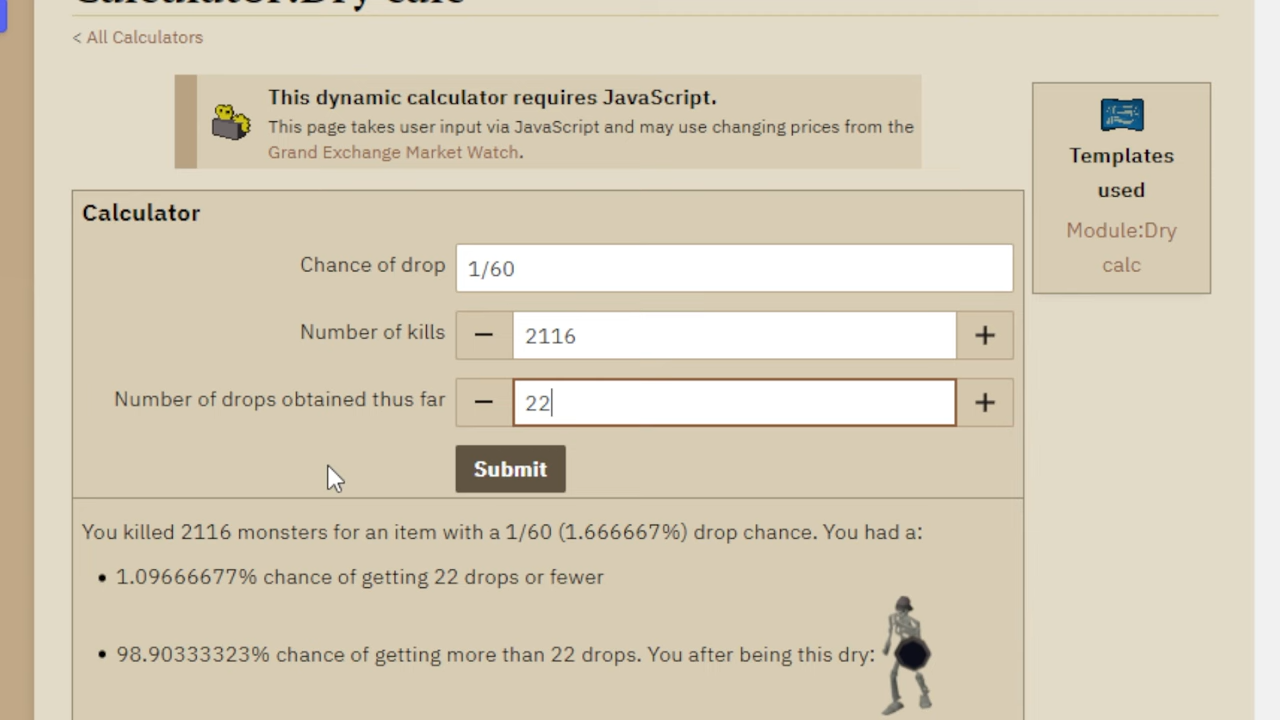 Calculator:Dry calc
< All Calculators
This dynamic calculator requires JavaScript.
This page takes user input via JavaScript and may use changing prices from the
Grand Exchange Market Watch.
Templates
used
Module:Dry
calc
Calculator
Chance of drop 1/60
Number of kills − 2116 +
Number of drops obtained thus far − 22 +
Submit
You killed 2116 monsters for an item with a 1/60 (1.666667%) drop chance. You had a:
• 1.09666677% chance of getting 22 drops or fewer
• 98.90333323% chance of getting more than 22 drops. You after being this dry: